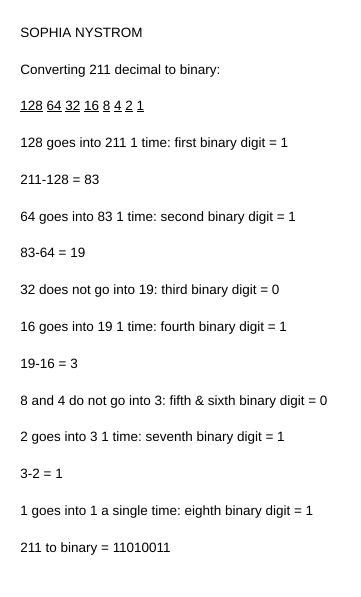 SOPHIA NYSTROM
Converting 211 decimal to binary:
128 64 32 16 8 4 2 1
128 goes into 211 1 time: first binary digit = 1
211-128 = 83
64 goes into 83 1 time: second binary digit = 1
83-64 = 19
32 does not go into 19: third binary digit = 0
16 goes into 19 1 time: fourth binary digit = 1
19-16 = 3
8 and 4 do not go into 3: fifth & sixth binary digit = 0
2 goes into 3 1 time: seventh binary digit = 1
3-2 = 1
1 goes into 1 a single time: eighth binary digit = 1
211 to binary = 11010011